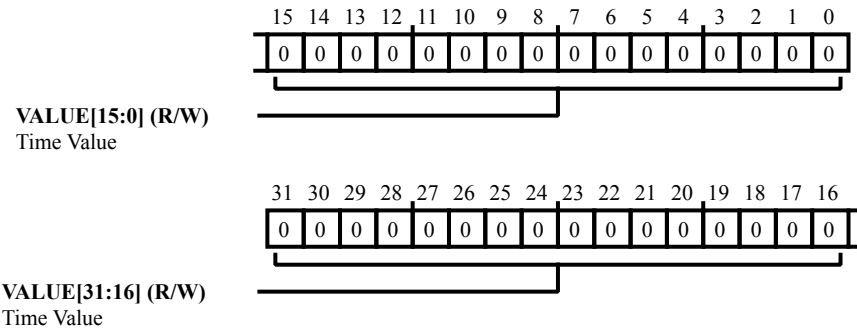 15 14 13 12 11 10 9 8 7 6 5 4 3 2 1 0
0 0 0 0 0 0 0 0 0 0 0 0 0 0 0 0
VALUE[15:0] (R/W)
Time Value
31 30 29 28 27 26 25 24 23 22 21 20 19 18 17 16
0 0 0 0 0 0 0 0 0 0 0 0 0 0 0 0
VALUE[31:16] (R/W)
Time Value